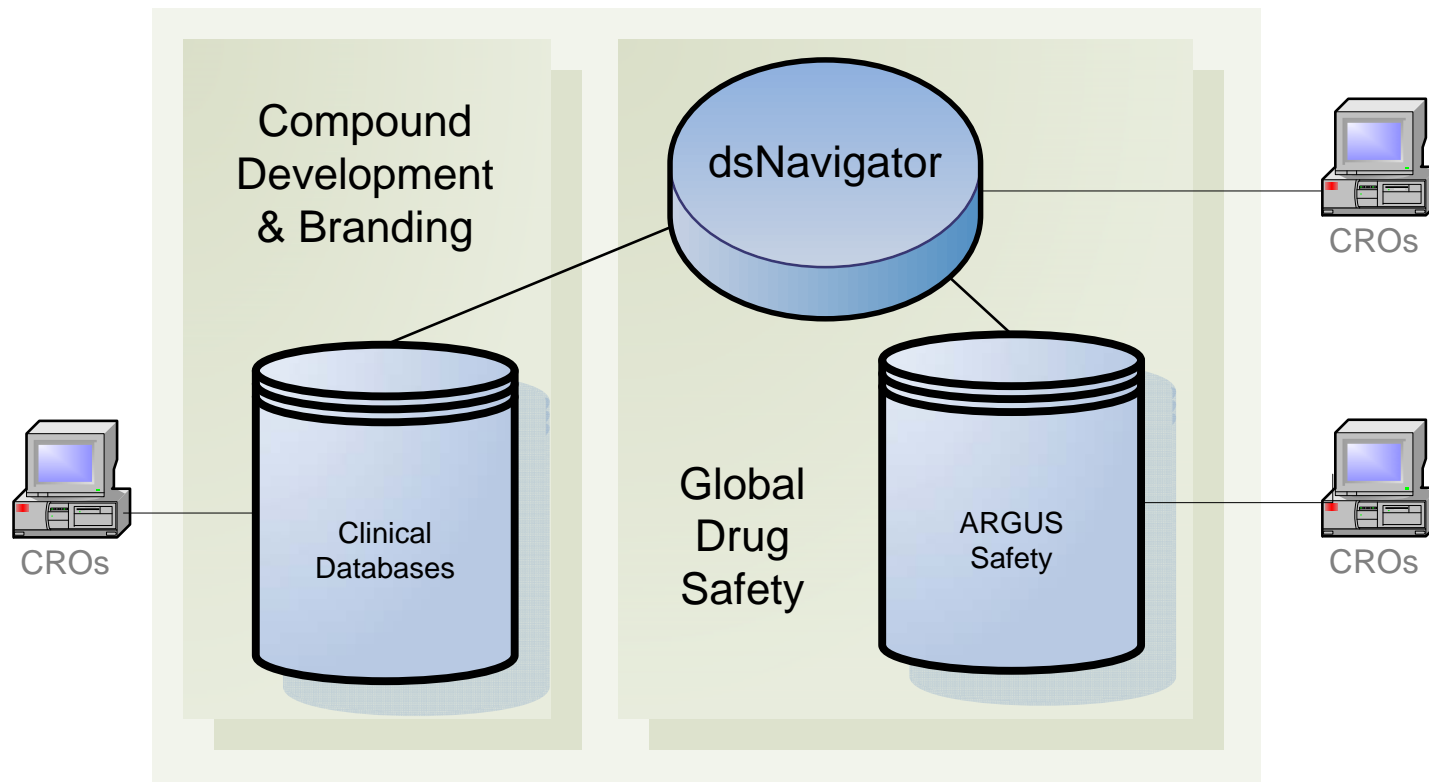 Compound
Development
& Branding
dsNavigator
CROs
Clinical
Databases
CROs
Global
Drug
Safety
ARGUS
Safety
CROs